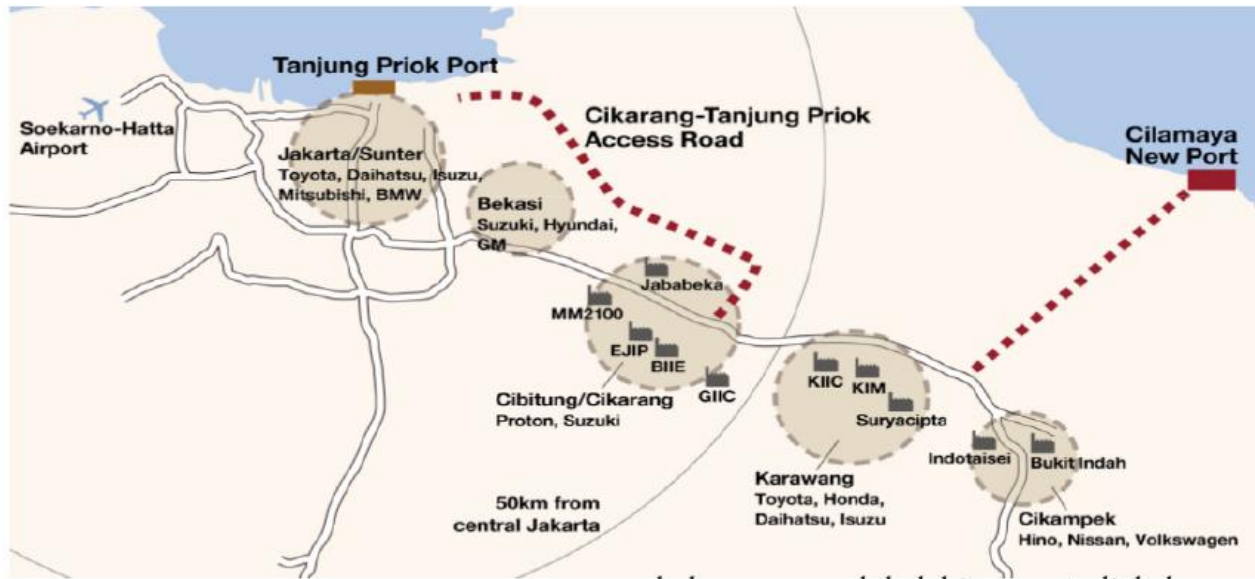 Tanjung Priok Port
Soekarno-Hatta
Airport
Jakarta/Sunter
Toyota, Daihatsu, Isuzu,
Mitsubishi, BMW
Cikarang-Tanjung Priok
Access Road
Cilamaya
New Port
Bekasi
Suzuki, Hyundai,
GM
Jababeka
MM2100
EJIP
BIIE
GIIC
Cibitung/Cikarang
Proton, Suzuki
KIIC
KIM
Suryacipta
Indotaisei
Bukit Indah
Karawang
Toyota, Honda,
Daihatsu, Isuzu
50km from
central Jakarta
Cikampek
Hino, Nissan, Volkswagen